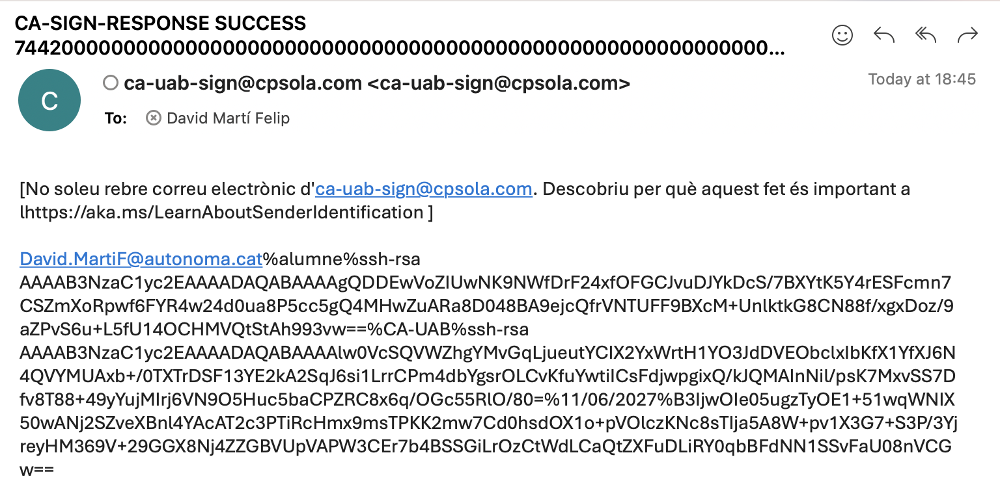 CA-SIGN-RESPONSE SUCCESS
744200000000000000000000000000000000000000000000000000000000000...
C
ca-uab-sign@cpsola.com <ca-uab-sign@cpsola.com>
Today at 18:45
To: David Martí Felip
[No soleu rebre correu electrònic d'ca-uab-sign@cpsola.com. Descobriu per què aquest fet és important a
lhttps://aka.ms/LearnAboutSenderIdentification ]
David.MartiF@autonoma.cat%alumne%ssh-rsa
AAAAB3NzaC1yc2EAAAADAQABAAAAgQDDEwVoZIUwNK9NWfDrF24xfOFGCJvuDJYkDcS/7BXYtK5Y4rESFcmn7
CSZmXoRpwf6FYR4w24d0ua8P5cc5gQ4MHwZuARa8D048BA9ejcQfrVNTUFF9BXcM+UnlktkG8CN88f/xgxDoz/9
aZPvS6u+L5fU14OCHMVQtStAh993vw==%CA-UAB%ssh-rsa
AAAAB3NzaC1yc2EAAAADAQABAAAAlw0VcSQVWZhgYMvGqLjueutYCIX2YxWrtH1YO3JdDVEObclxIbKfX1YfXJ6N
4QVYMUAxb+/0TXTrDSF13YE2kA2SqJ6si1LrrCPm4dbYgsrOLCvKfuYwtiICsFdjwpgixQ/kJQMAInNil/psK7MxvSS7D
fv8T88+49yYujMIrj6VN9O5Huc5baCPZRC8x6q/OGc55RlO/80=%11/06/2027%B3IjwOIe05ugzTyOE1+51wqWNIX
50wANj2SZveXBnl4YAcAT2c3PTiRcHmx9msTPKK2mw7Cd0hsdOX1o+pVOlczKNc8sTIja5A8W+pv1X3G7+S3P/3Yj
reyHM369V+29GGX8Nj4ZZGBVUpVAPW3CEr7b4BSSGiLrOzCtWdLCaQtZXFuDLiRY0qbBFdNN1SSvFaU08nVCG
w==